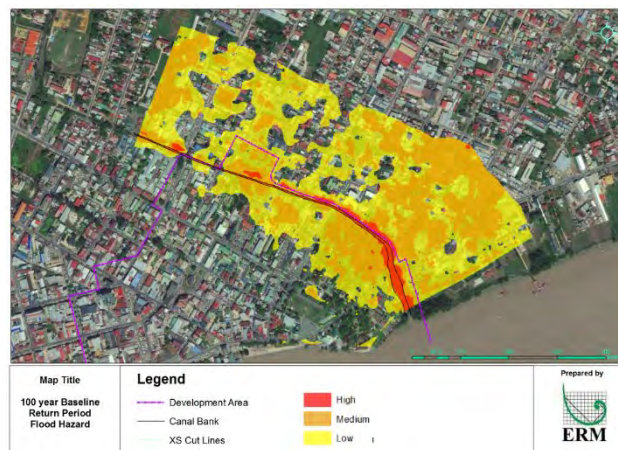 Map Title
100 year Baseline
Return Period
Flood Hazard
Legend
Development Area
Canal Bank
XS Cut Lines
High
Medium
Low
Prepared by
ERM